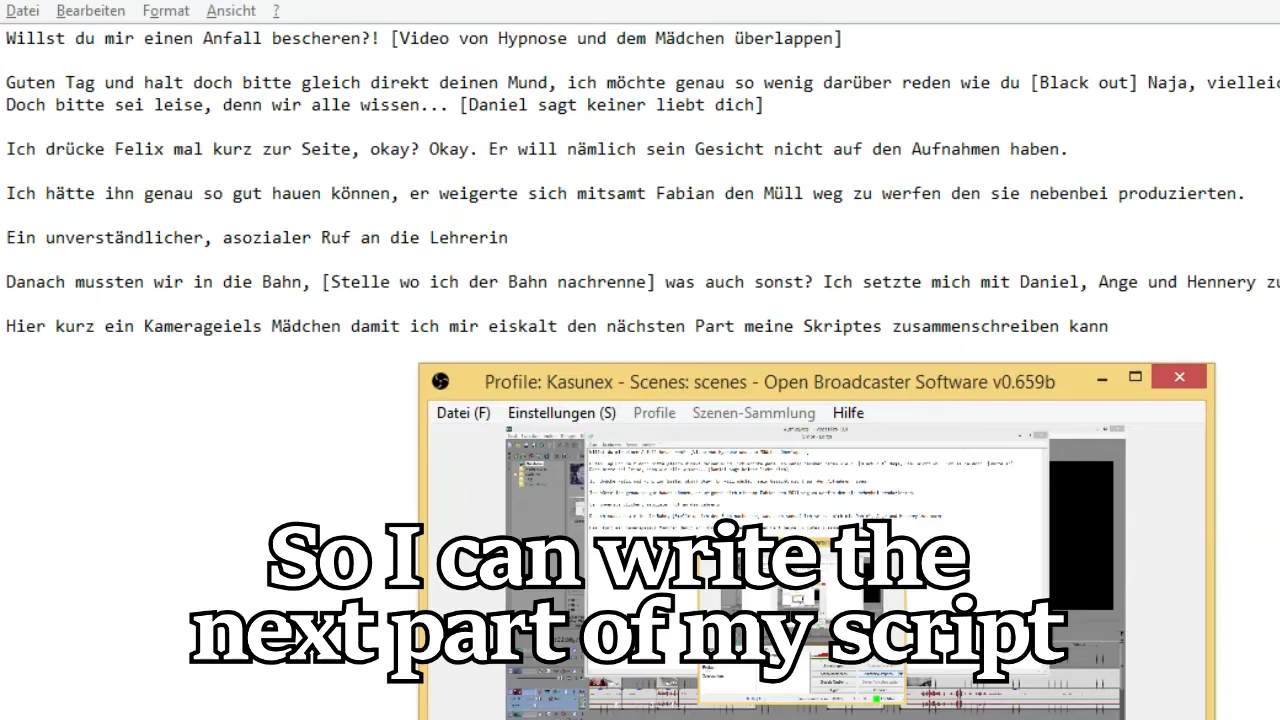 Datei Bearbeiten Format Ansicht ?
Willst du mir einen Anfall bescheren?! [Video von Hypnose und dem Mädchen überlappen]
Guten Tag und halt doch bitte gleich direkt deinen Mund, ich möchte genau so wenig darüber reden wie du [Black out] Naja,
Doch bitte sei leise, denn wir alle wissen... [Daniel sagt keiner liebt dich]
Ich drücke Felix mal kurz zur Seite, okay? Okay. Er will nämlich sein Gesicht nicht auf den Aufnahmen haben.
Ich hätte ihn genau so gut hauen können, er weigerte sich mitsamt Fabian den Müll weg zu werfen den sie nebenbei produzierten.
Ein unverständlicher, asozialer Ruf an die Lehrerin
Danach mussten wir in die Bahn, [Stelle wo ich der Bahn nachrenne] was auch sonst? Ich setzte mich mit Daniel, Ange und Hennery
Hier kurz ein Kamerageiels Mädchen damit ich mir eiskalt den nächsten Part meine Skriptes zusammenschreiben kann
Profile: Kasunex - Scenes: scenes - Open Broadcaster Software v0.659b
Datei (F) Einstellungen (S) Profile Szenen-Sammlung Hilfe
So I can write the
next part of my script